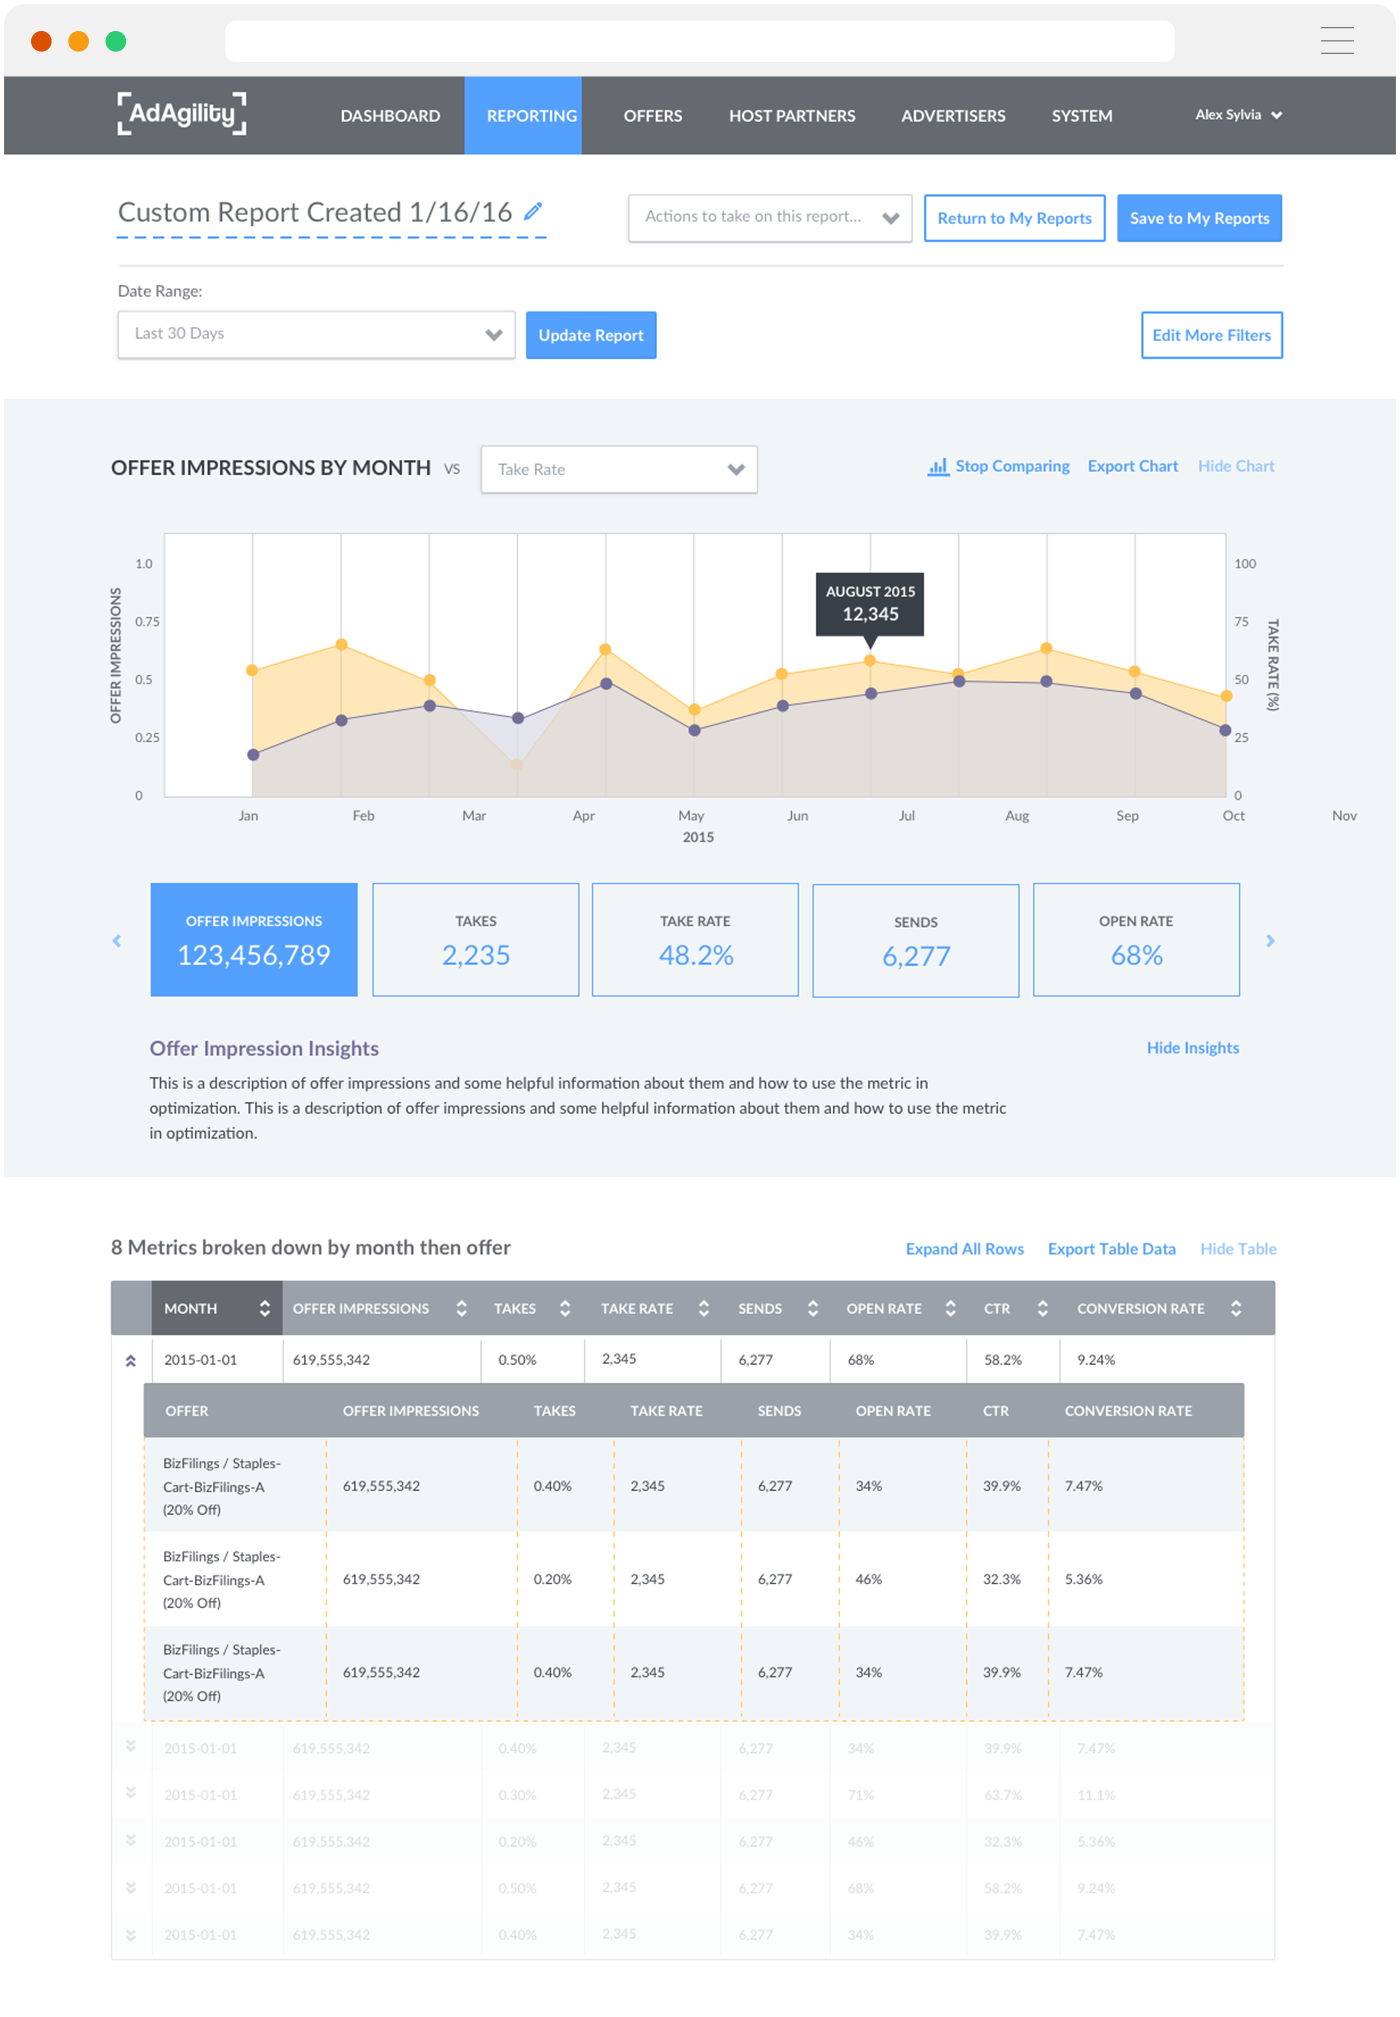 AdAgility
DASHBOARD REPORTING OFFERS HOST PARTNERS ADVERTISERS SYSTEM Alex Sylvia
Custom Report Created 1/16/16 Actions to take on this report... Return to My Reports Save to My Reports
Date Range:
Last 30 Days Update Report Edit More Filters
OFFER IMPRESSIONS BY MONTH VS Take Rate Stop Comparing Export Chart Hide Chart
1.0 100
0.75 75
0.5 50
0.25 25
0 0
OFFER IMPRESSIONS
TAKE RATE (%)
AUGUST 2015
12,345
Jan Feb Mar Apr May Jun Jul Aug Sep Oct Nov
2015
OFFER IMPRESSIONS TAKES TAKE RATE SENDS OPEN RATE
123,456,789 2,235 48.2% 6,277 68%
Offer Impression Insights Hide Insights
This is a description of offer impressions and some helpful information about them and how to use the metric in
optimization. This is a description of offer impressions and some helpful information about them and how to use the metric
in optimization.
8 Metrics broken down by month then offer Expand All Rows Export Table Data Hide Table
MONTH OFFER IMPRESSIONS TAKES TAKE RATE SENDS OPEN RATE CTR CONVERSION RATE
2015-01-01 619,555,342 0.50% 2,345 6,277 68% 58.2% 9.24%
OFFER OFFER IMPRESSIONS TAKES TAKE RATE SENDS OPEN RATE CTR CONVERSION RATE
BizFilings / Staples-
Cart-BizFilings-A 619,555,342 0.40% 2,345 6,277 34% 39.9% 7.47%
(20% Off)
BizFilings / Staples-
Cart-BizFilings-A 619,555,342 0.20% 2,345 6,277 46% 32.3% 5.36%
(20% Off)
BizFilings / Staples-
Cart-BizFilings-A 619,555,342 0.40% 2,345 6,277 34% 39.9% 7.47%
(20% Off)
2015-01-01 619,555,342 0.40% 2,345 6,277 34% 39.9% 7.47%
2015-01-01 619,555,342 0.30% 2,345 6,277 71% 63.7% 11.1%
2015-01-01 619,555,342 0.20% 2,345 6,277 46% 32.3% 5.36%
2015-01-01 619,555,342 0.50% 2,345 6,277 68% 58.2% 9.24%
2015-01-01 619,555,342 0.40% 2,345 6,277 34% 39.9% 7.47%